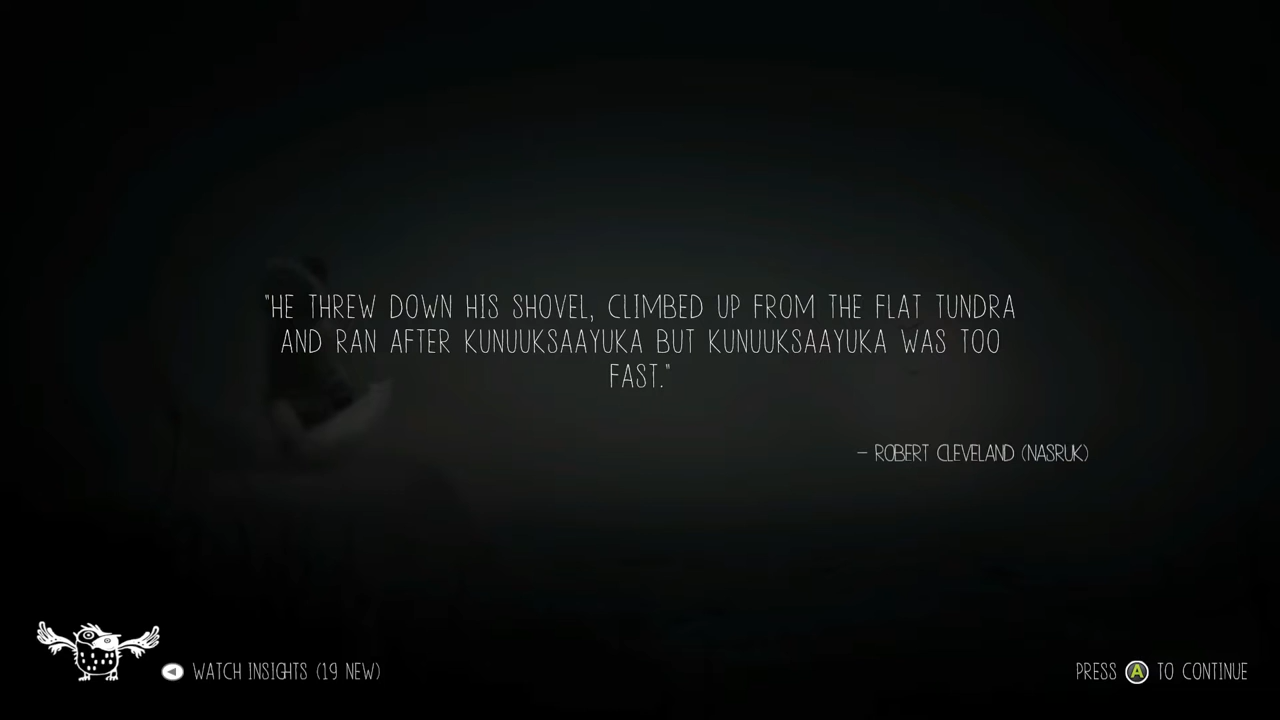 "HE THREW DOWN HIS SHOVEL, CLIMBED UP FROM THE FLAT TUNDRA
AND RAN AFTER KUNUUKSAAYUKA BUT KUNUUKSAAYUKA WAS TOO
FAST."
– ROBERT CLEVELAND (NASRUK)
WATCH INSIGHTS (19 NEW)
PRESS A TO CONTINUE